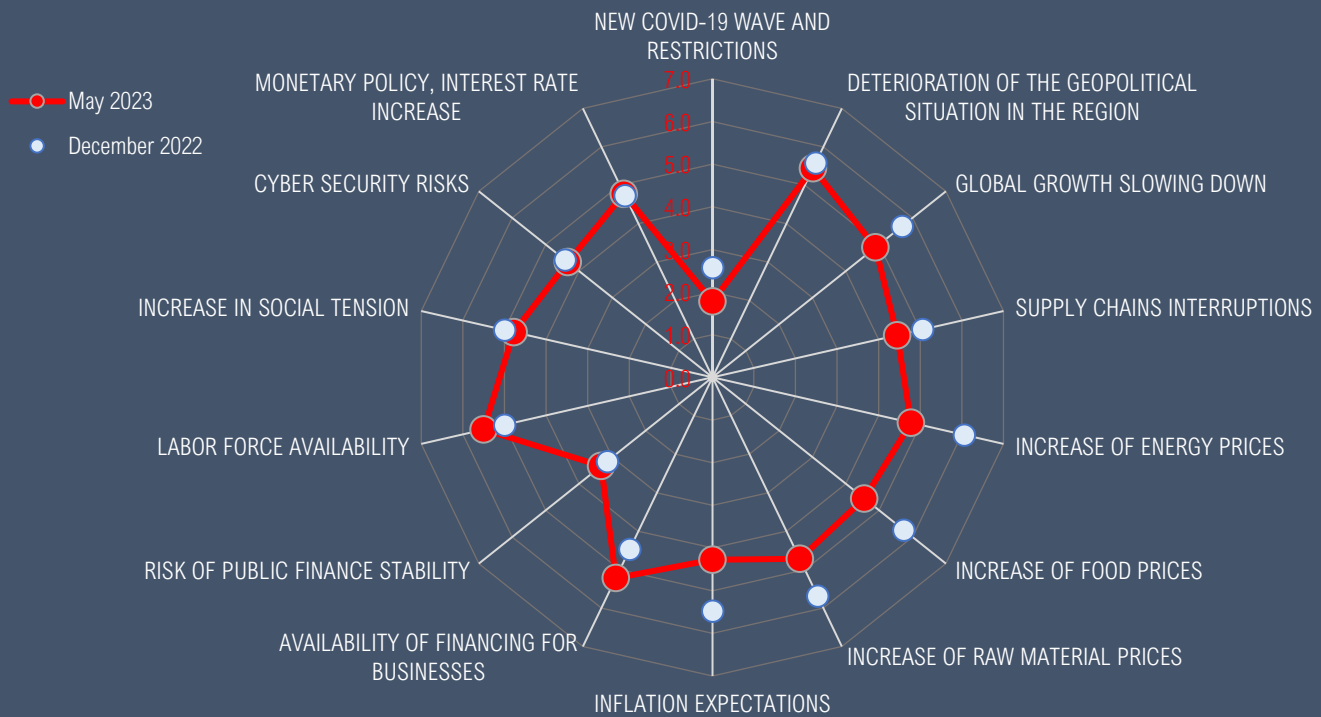 NEW COVID-19 WAVE AND
RESTRICTIONS
MONETARY POLICY, INTEREST RATE
INCREASE
DETERIORATION OF THE GEOPOLITICAL
SITUATION IN THE REGION
May 2023
December 2022
CYBER SECURITY RISKS
GLOBAL GROWTH SLOWING DOWN
INCREASE IN SOCIAL TENSION
SUPPLY CHAINS INTERRUPTIONS
LABOR FORCE AVAILABILITY
INCREASE OF ENERGY PRICES
RISK OF PUBLIC FINANCE STABILITY
INCREASE OF FOOD PRICES
AVAILABILITY OF FINANCING FOR
BUSINESSES
INCREASE OF RAW MATERIAL PRICES
INFLATION EXPECTATIONS
7.0
6.0
5.0
4.0
3.0
2.0
1.0
0.0